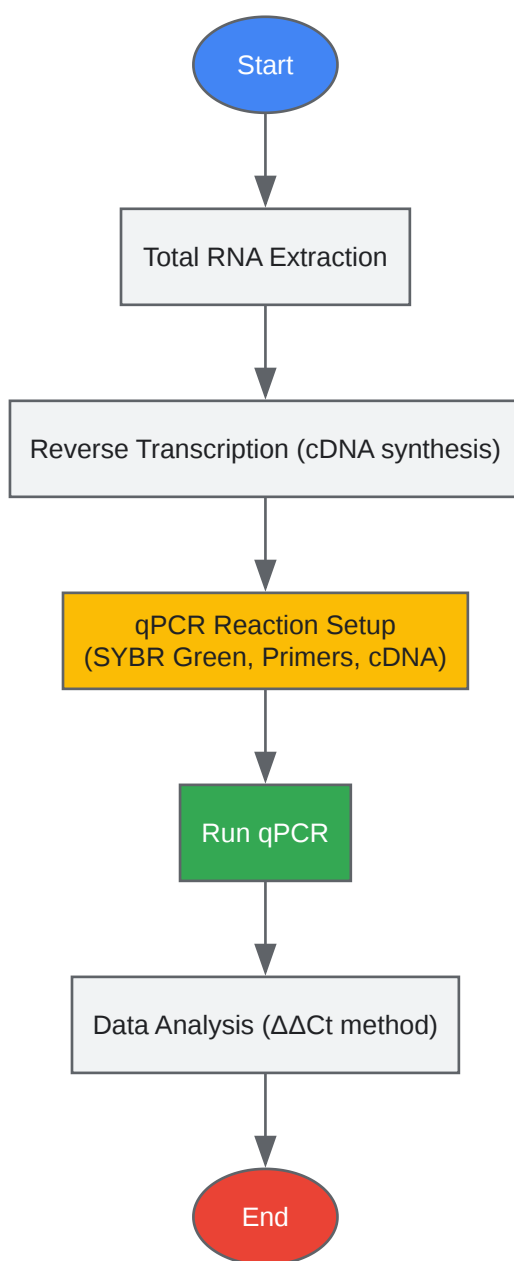 Start
Total RNA Extraction
Reverse Transcription (cDNA synthesis)
qPCR Reaction Setup
(SYBR Green, Primers, cDNA)
Run qPCR
Data Analysis (ΔΔCt method)
End